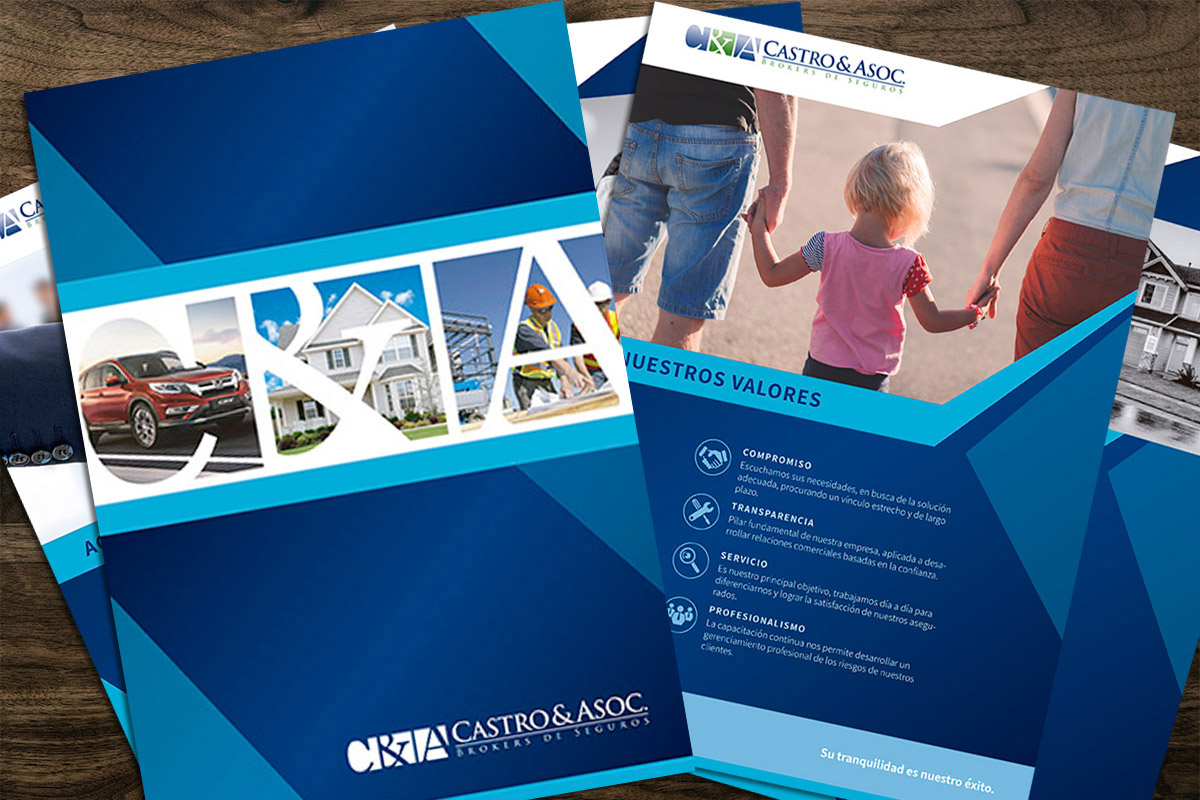 C&A
CASTRO & ASOC.
BROKERS DE SEGUROS
C&A CASTRO & ASOC.
BROKERS DE SEGUROS
NUESTROS VALORES
COMPROMISO
Escuchamos sus necesidades, en busca de la solución
adecuada, procurando un vínculo estrecho y de largo
plazo.
TRANSPARENCIA
Pilar fundamental de nuestra empresa, aplicada a desa-
rrollar relaciones comerciales basadas en la confianza.
SERVICIO
Es nuestro principal objetivo, trabajamos día a día para
diferenciarnos y lograr la satisfacción de nuestros asegu-
rados.
PROFESIONALISMO
La capacitación continua nos permite desarrollar un
gerenciamiento profesional de los riesgos de nuestros
clientes.
Su tranquilidad es nuestro éxito.